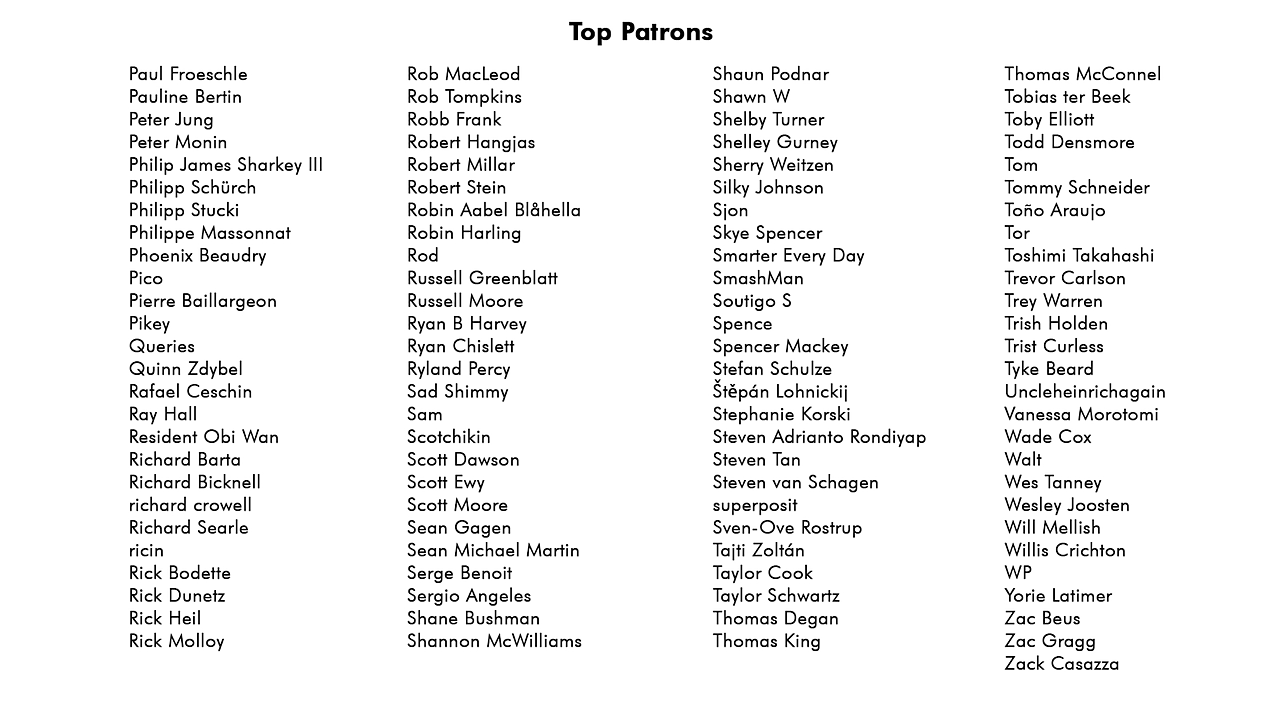 Top Patrons
Paul Froeschle
Pauline Bertin
Peter Jung
Peter Monin
Philip James Sharkey III
Philipp Schürch
Philipp Stucki
Philippe Massonnat
Phoenix Beaudry
Pico
Pierre Baillargeon
Pikey
Queries
Quinn Zdybel
Rafael Ceschin
Ray Hall
Resident Obi Wan
Richard Barta
Richard Bicknell
richard crowell
Richard Searle
ricin
Rick Bodette
Rick Dunetz
Rick Heil
Rick Molloy
Rob MacLeod
Rob Tompkins
Robb Frank
Robert Hangjas
Robert Millar
Robert Stein
Robin Aabel Blåhella
Robin Harling
Rod
Russell Greenblatt
Russell Moore
Ryan B Harvey
Ryan Chislett
Ryland Percy
Sad Shimmy
Sam
Scotchikin
Scott Dawson
Scott Ewy
Scott Moore
Sean Gagen
Sean Michael Martin
Serge Benoit
Sergio Angeles
Shane Bushman
Shannon McWilliams
Shaun Podnar
Shawn W
Shelby Turner
Shelley Gurney
Sherry Weitzen
Silky Johnson
Sjon
Skye Spencer
Smarter Every Day
SmashMan
Soutigo S
Spence
Spencer Mackey
Stefan Schulze
Štěpán Lohnickij
Stephanie Korski
Steven Adrianto Rondiyap
Steven Tan
Steven van Schagen
superposit
Sven-Ove Rostrup
Tajti Zoltán
Taylor Cook
Taylor Schwartz
Thomas Degan
Thomas King
Thomas McConnel
Tobias ter Beek
Toby Elliott
Todd Densmore
Tom
Tommy Schneider
Toño Araujo
Tor
Toshimi Takahashi
Trevor Carlson
Trey Warren
Trish Holden
Trist Curless
Tyke Beard
Uncleheinrichagain
Vanessa Morotomi
Wade Cox
Walt
Wes Tanney
Wesley Joosten
Will Mellish
Willis Crichton
WP
Yorie Latimer
Zac Beus
Zac Gragg
Zack Casazza